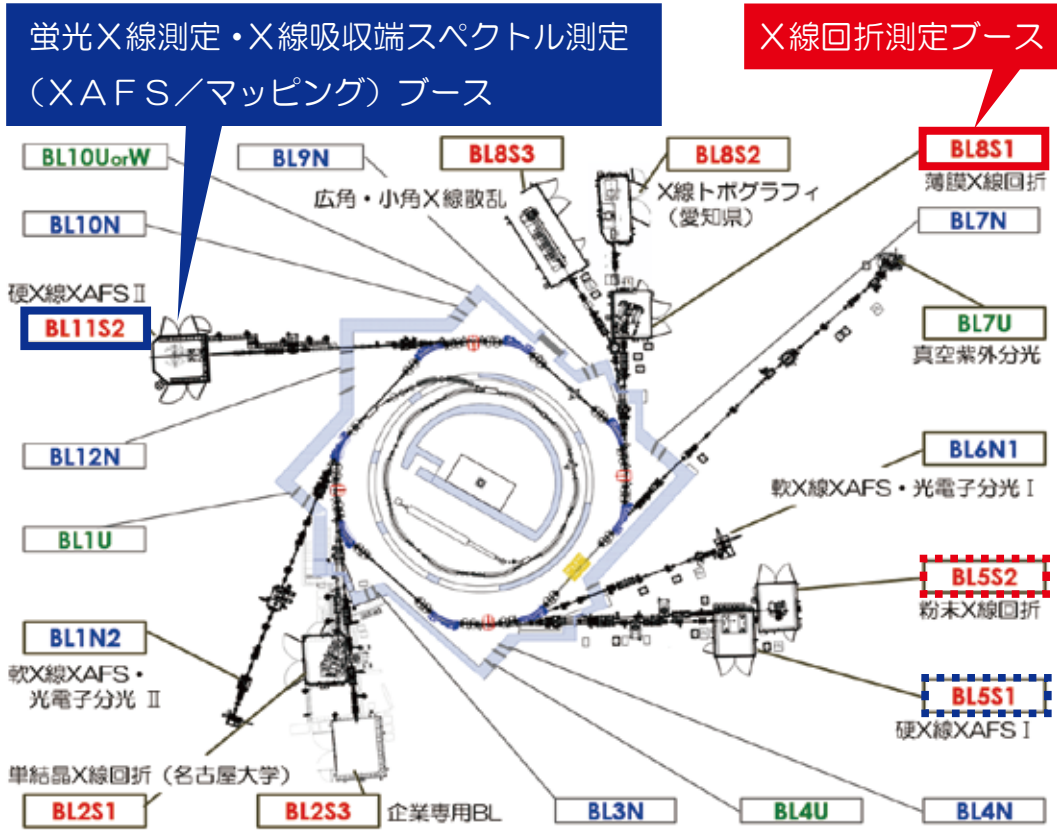 蛍光X線測定・X線吸収端スペクトル測定
（XAFS／マッピング）ブース
X線回折測定ブース
BL10UorW
BL9N
BL8S3
広角・小角X線散乱
BL8S2
X線トポグラフィ
（愛知県）
BL8S1
薄膜X線回折
BL10N
BL7N
硬X線XAFSⅡ
BL11S2
BL7U
真空紫外分光
BL12N
BL6N1
軟X線XAFS・光電子分光Ⅰ
BL1U
BL5S2
粉末X線回折
BL1N2
軟X線XAFS・
光電子分光 Ⅱ
BL5S1
硬X線XAFSⅠ
単結晶X線回折（名古屋大学）
BL2S1
BL2S3
企業専用BL
BL3N
BL4U
BL4N